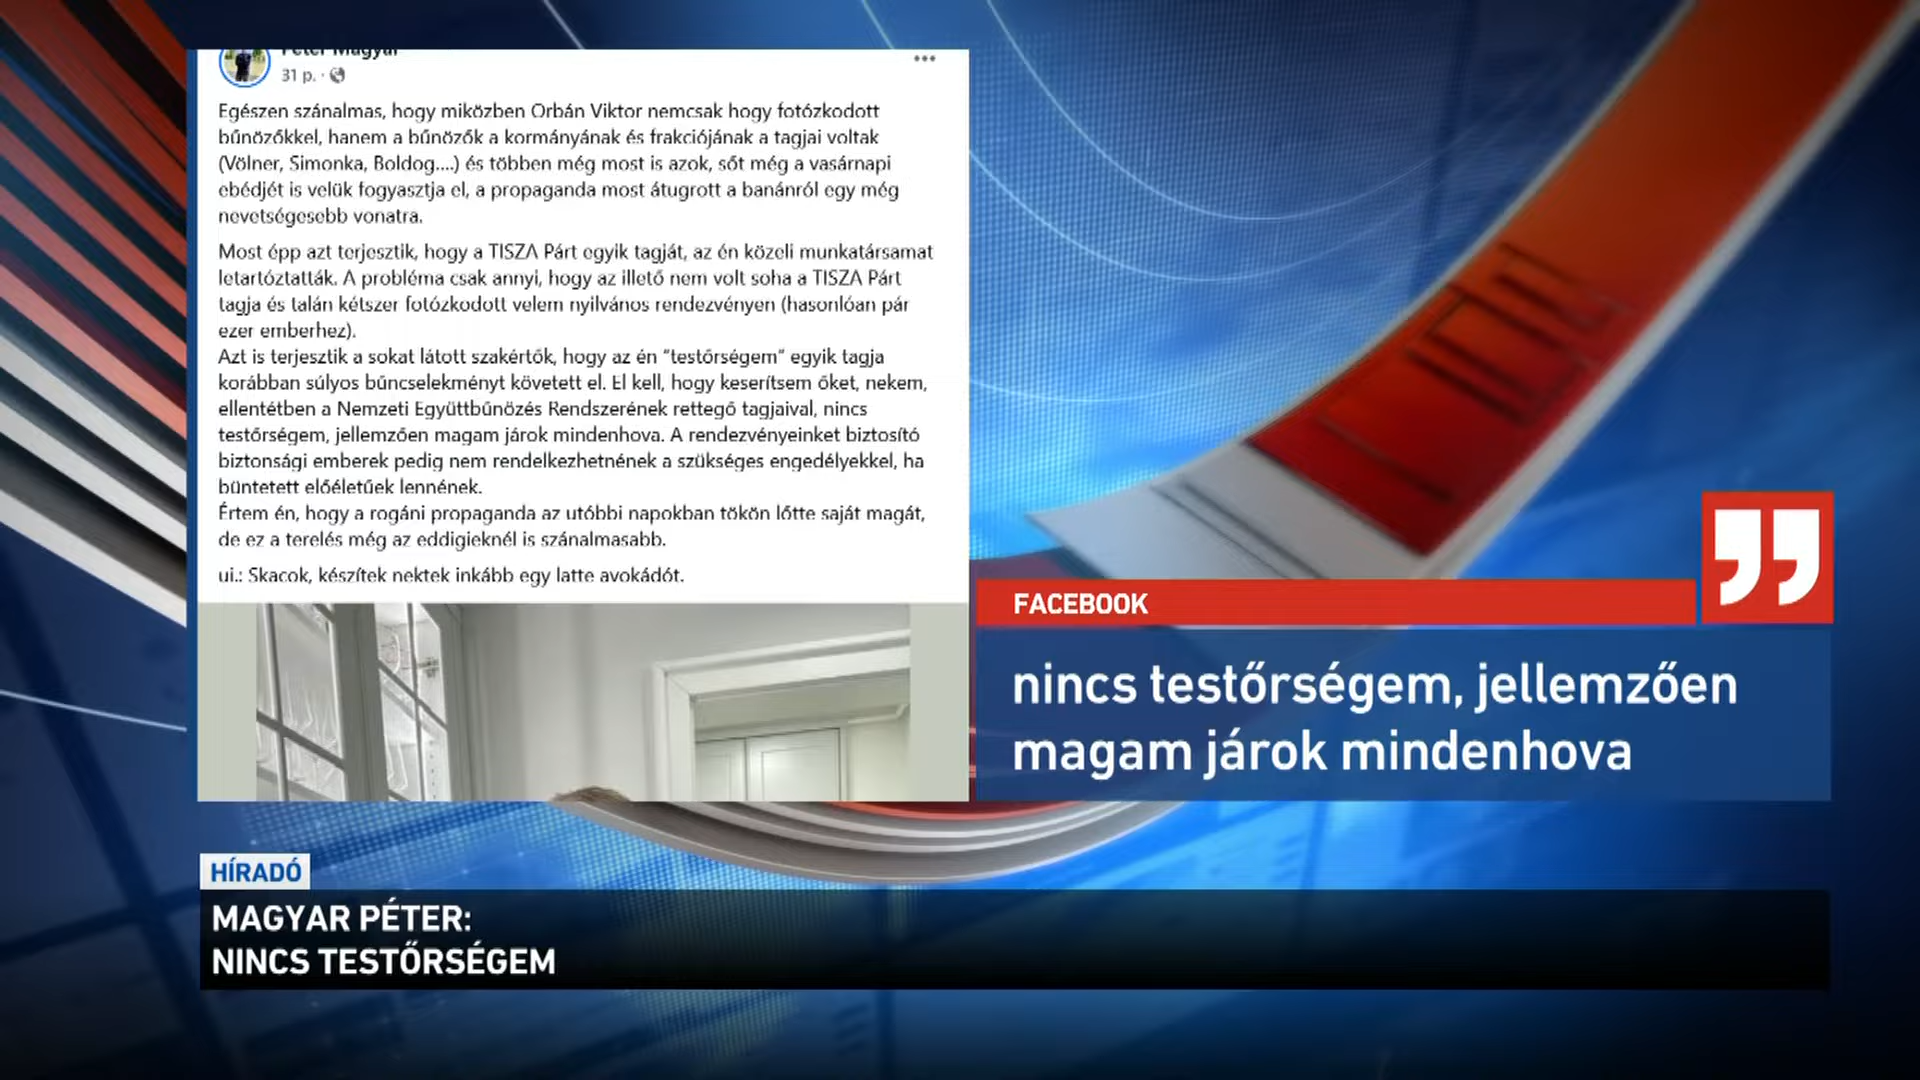 Péter Magyar
31 p. ·
Egészen szánalmas, hogy miközben Orbán Viktor nemcsak hogy fotózkodott
bűnözőkkel, hanem a bűnözők a kormányának és frakciójának a tagjai voltak
(Völner, Simonka, Boldog....) és többen még most is azok, sőt még a vasárnapi
ebédjét is velük fogyasztja el, a propaganda most átugrott a banánról egy még
nevetségesebb vonatra.
Most épp azt terjesztik, hogy a TISZA Párt egyik tagját, az én közeli munkatársamat
letartóztatták. A probléma csak annyi, hogy az illető nem volt soha a TISZA Párt
tagja és talán kétszer fotózkodott velem nyilvános rendezvényen (hasonlóan pár
ezer emberhez).
Azt is terjesztik a sokat látott szakértők, hogy az én "testőrségem" egyik tagja
korábban súlyos bűncselekményt követett el. El kell, hogy keserítsem őket, nekem,
ellentétben a Nemzeti Együttbűnözés Rendszerének rettegő tagjaival, nincs
testőrségem, jellemzően magam járok mindenhova. A rendezvényeinket biztosító
biztonsági emberek pedig nem rendelkezhetnének a szükséges engedélyekkel, ha
büntetett előéletűek lennének.
Értem én, hogy a rogáni propaganda az utóbbi napokban tökön lőtte saját magát,
de ez a terelés még az eddigieknél is szánalmasabb.
ui.: Skacok, készítek nektek inkább egy latte avokádót.
FACEBOOK
nincs testőrségem, jellemzően
magam járok mindenhova
HÍRADÓ
MAGYAR PÉTER:
NINCS TESTŐRSÉGEM